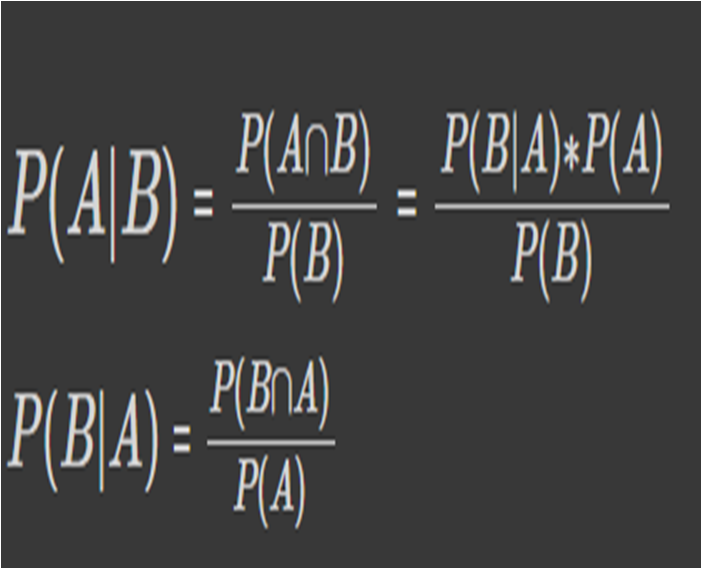 P(A|B) = P(A∩B) / P(B) = P(B|A)*P(A) / P(B)
P(B|A) = P(B∩A) / P(A)